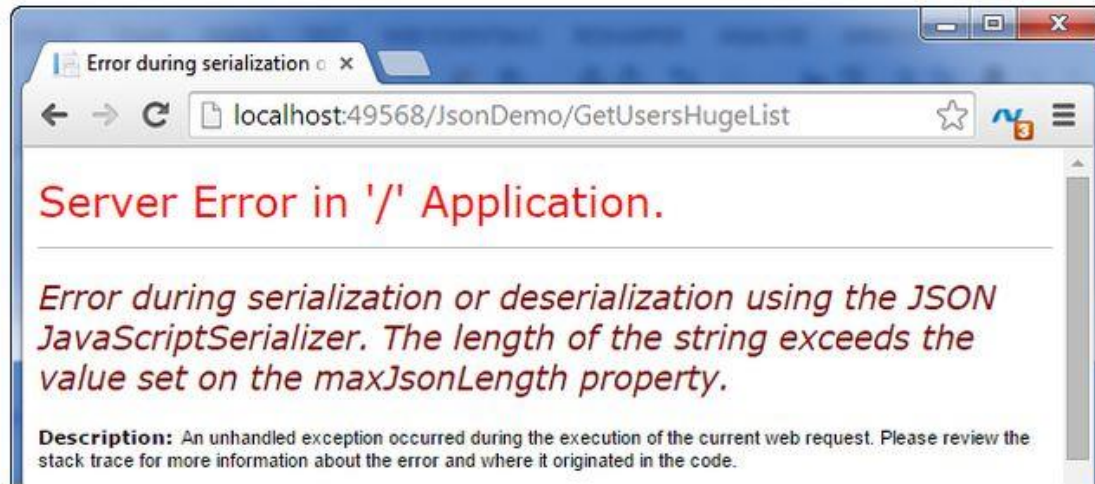 Error during serialization o
localhost:49568/JsonDemo/GetUsersHugeList
3
Server Error in '/' Application.
Error during serialization or deserialization using the JSON
JavaScriptSerializer. The length of the string exceeds the
value set on the maxJsonLength property.
Description: An unhandled exception occurred during the execution of the current web request. Please review the
stack trace for more information about the error and where it originated in the code.